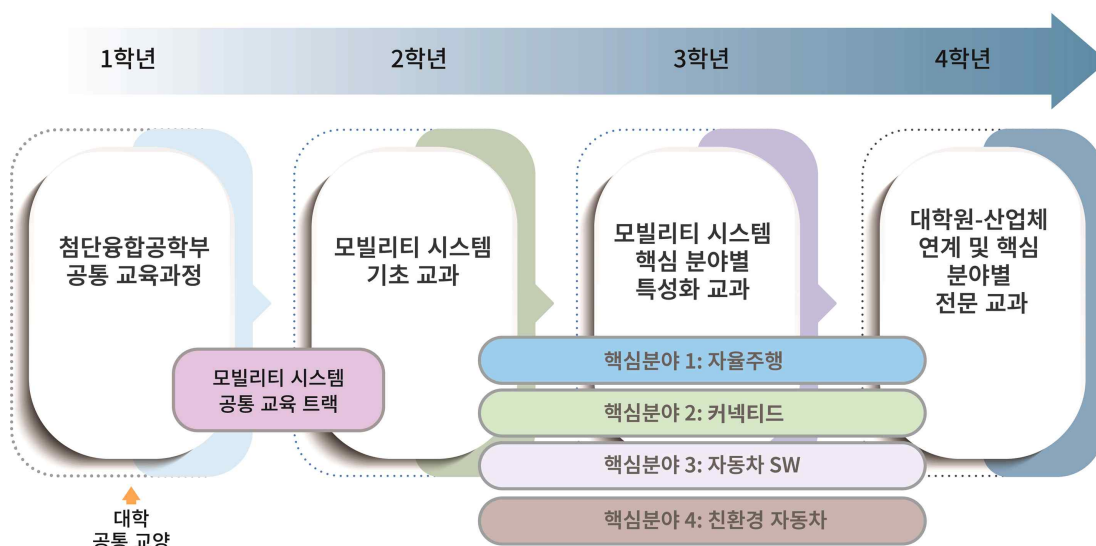 1학년
2학년
3학년
4학년
첨단융합공학부
공통 교육과정
모빌리티 시스템
기초 교과
모빌리티 시스템
핵심 분야별
특성화 교과
대학원-산업체
연계 및 핵심
분야별
전문 교과
모빌리티 시스템
공통 교육 트랙
핵심분야 1: 자율주행
핵심분야 2: 커넥티드
핵심분야 3: 자동차 SW
핵심분야 4: 친환경 자동차
대학
공통 교양